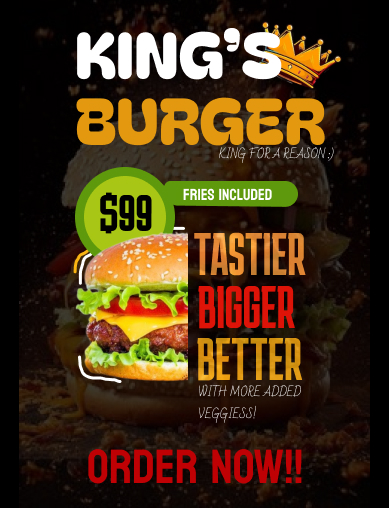 KING'S
BURGER
KING FOR A REASON ;)
$99
FRIES INCLUDED
TASTIER
BIGGER
BETTER
WITH MORE ADDED
VEGGIESS!
ORDER NOW!!